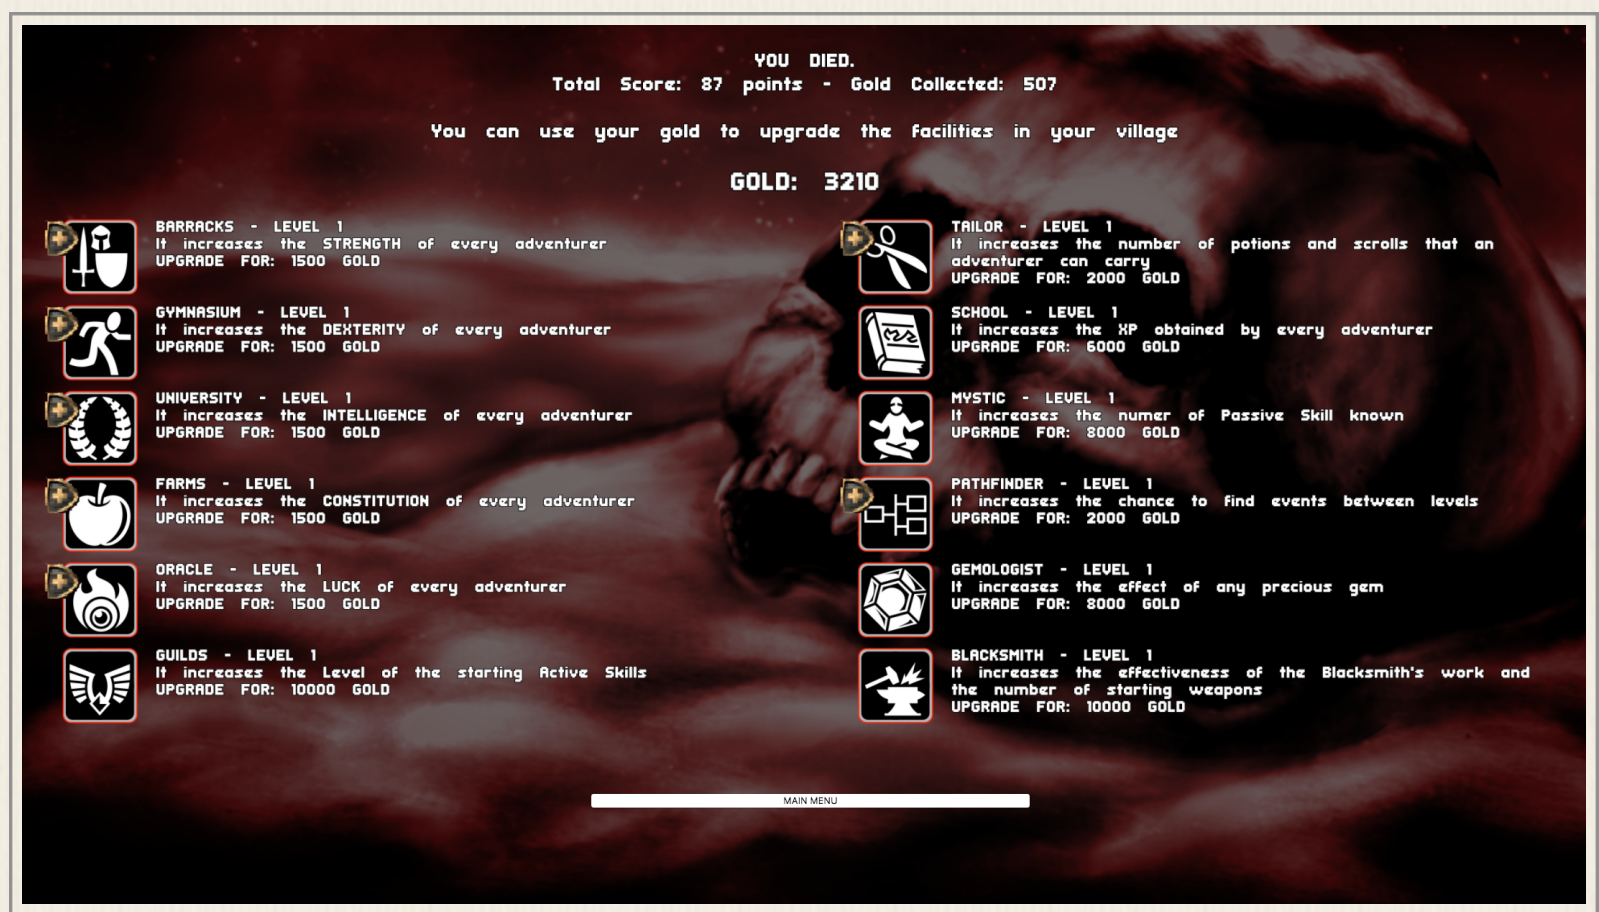 YOU DIED.
Total Score: 87 points - Gold Collected: 507
You can use your gold to upgrade the facilities in your village
GOLD: 3210
BARRACKS - LEVEL 1
It increases the STRENGTH of every adventurer
UPGRADE FOR: 1500 GOLD
GYMNASIUM - LEVEL 1
It increases the DEXTERITY of every adventurer
UPGRADE FOR: 1500 GOLD
UNIVERSITY - LEVEL 1
It increases the INTELLIGENCE of every adventurer
UPGRADE FOR: 1500 GOLD
FARMS - LEVEL 1
It increases the CONSTITUTION of every adventurer
UPGRADE FOR: 1500 GOLD
ORACLE - LEVEL 1
It increases the LUCK of every adventurer
UPGRADE FOR: 1500 GOLD
GUILDS - LEVEL 1
It increases the Level of the starting Active Skills
UPGRADE FOR: 10000 GOLD
TAILOR - LEVEL 1
It increases the number of potions and scrolls that an
adventurer can carry
UPGRADE FOR: 2000 GOLD
SCHOOL - LEVEL 1
It increases the XP obtained by every adventurer
UPGRADE FOR: 6000 GOLD
MYSTIC - LEVEL 1
It increases the numer of Passive Skill known
UPGRADE FOR: 8000 GOLD
PATHFINDER - LEVEL 1
It increases the chance to find events between levels
UPGRADE FOR: 2000 GOLD
GEMOLOGIST - LEVEL 1
It increases the effect of any precious gem
UPGRADE FOR: 8000 GOLD
BLACKSMITH - LEVEL 1
It increases the effectiveness of the Blacksmith's work and
the number of starting weapons
UPGRADE FOR: 10000 GOLD
MAIN MENU